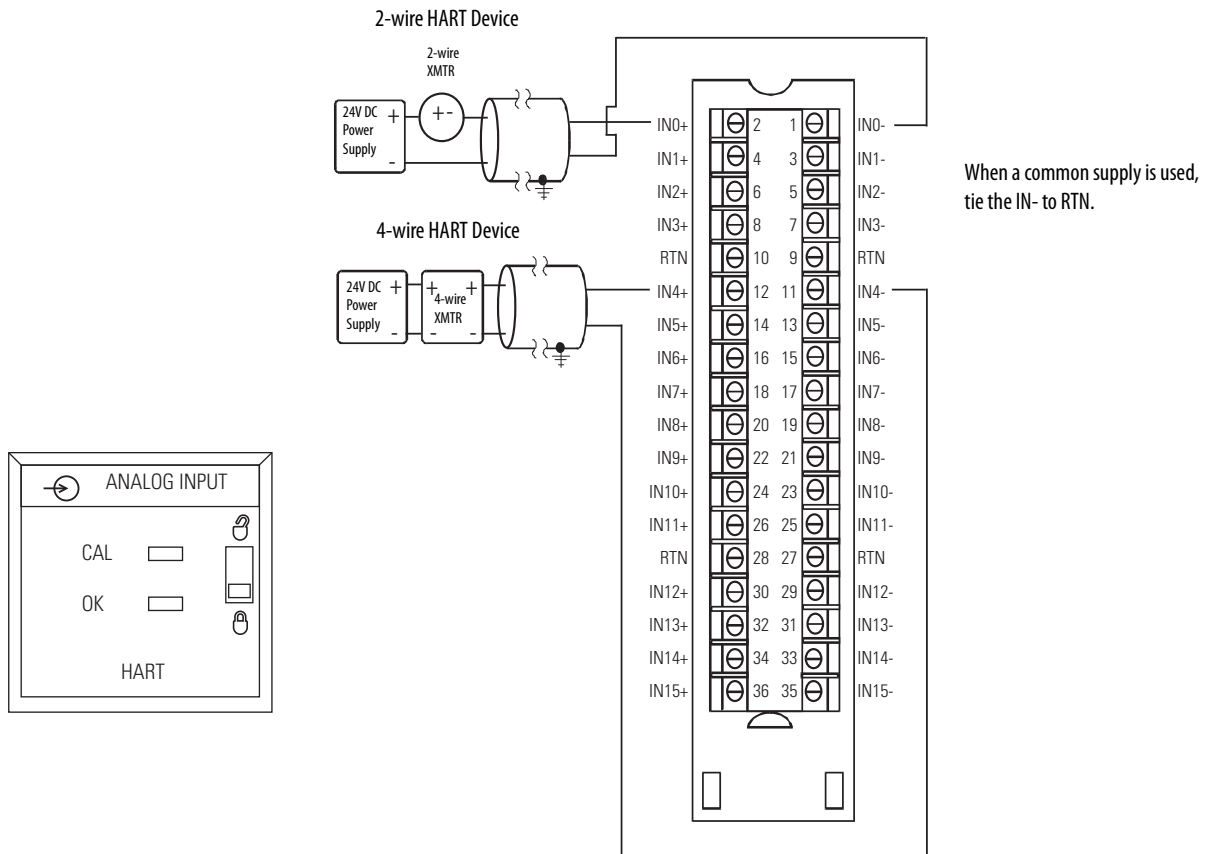 2-wire HART Device
2-wire
XMTR
24V DC
Power
Supply
+
-
+ -
4-wire HART Device
24V DC
Power
Supply
+
-
+ +
4-wire
XMTR
- -
IN0+ 2 1 IN0-
IN1+ 4 3 IN1-
IN2+ 6 5 IN2-
IN3+ 8 7 IN3-
RTN 10 9 RTN
IN4+ 12 11 IN4-
IN5+ 14 13 IN5-
IN6+ 16 15 IN6-
IN7+ 18 17 IN7-
IN8+ 20 19 IN8-
IN9+ 22 21 IN9-
IN10+ 24 23 IN10-
IN11+ 26 25 IN11-
RTN 28 27 RTN
IN12+ 30 29 IN12-
IN13+ 32 31 IN13-
IN14+ 34 33 IN14-
IN15+ 36 35 IN15-
When a common supply is used,
tie the IN- to RTN.
ANALOG INPUT
CAL
OK
HART